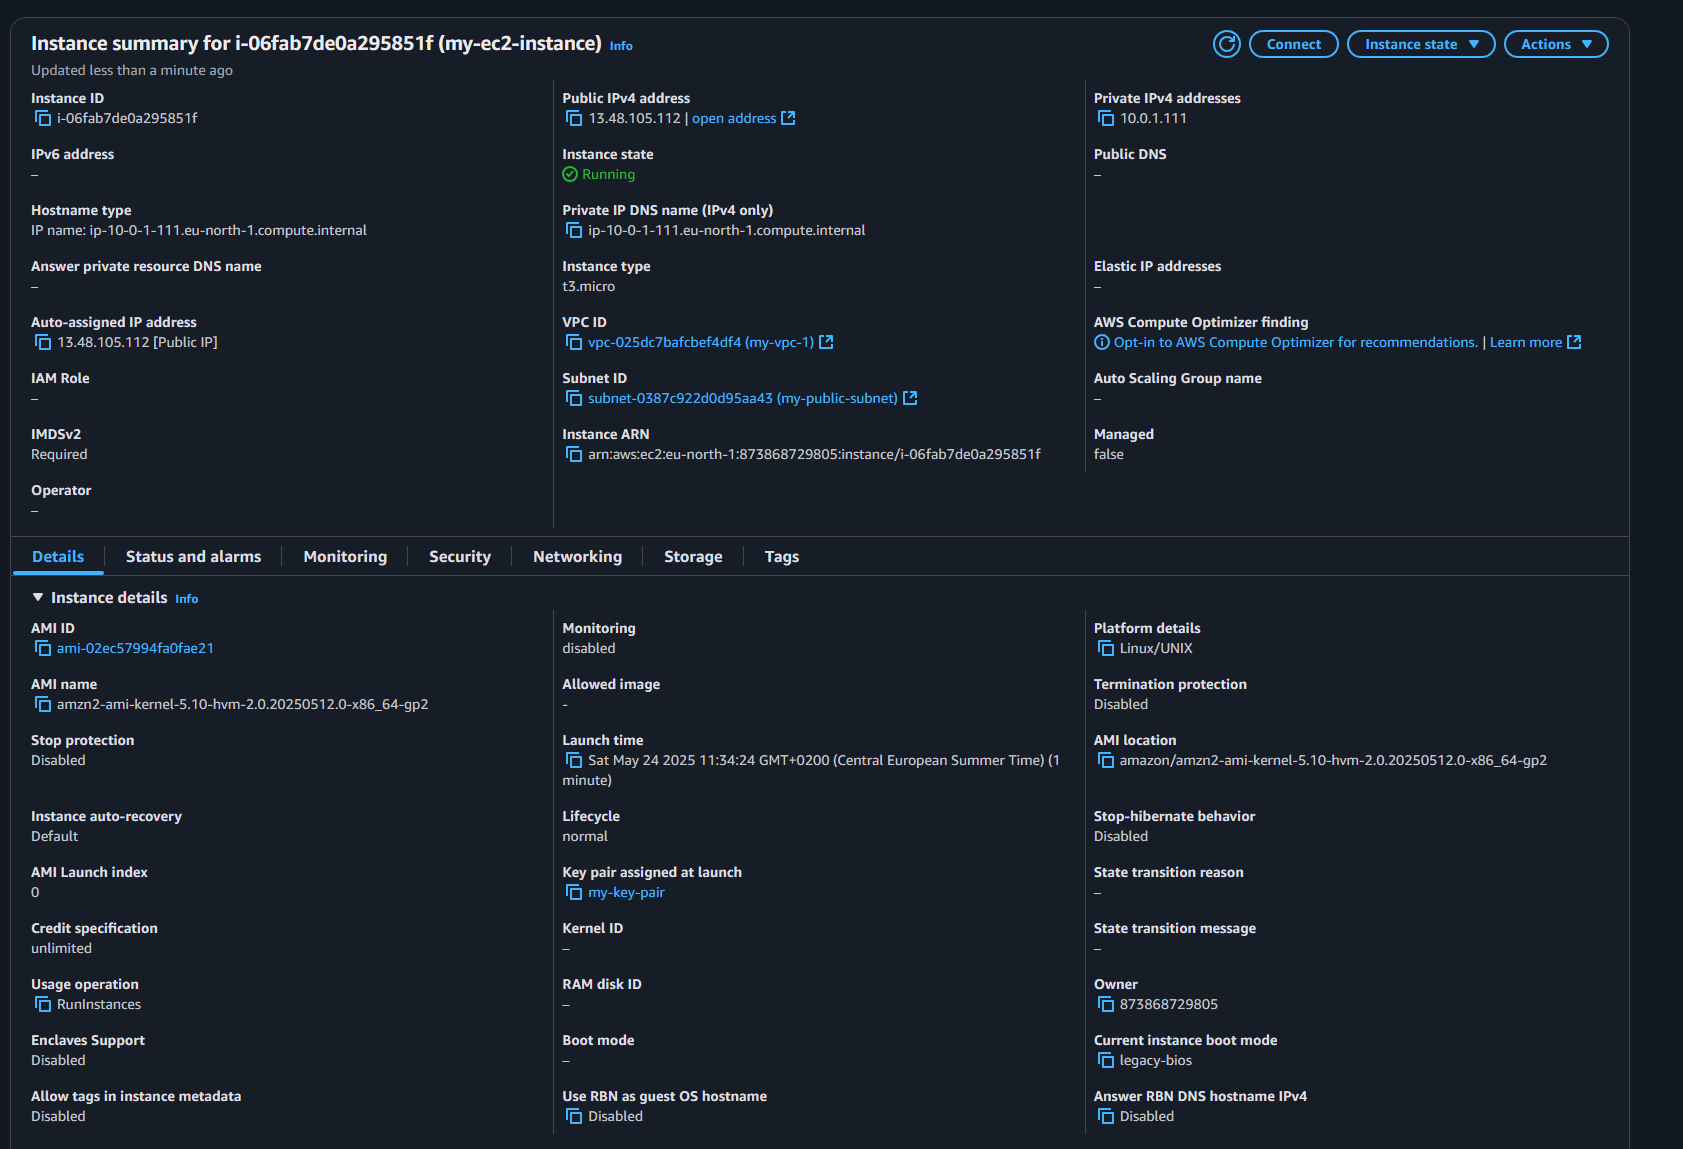 Instance summary for i-06fab7de0a295851f (my-ec2-instance) Info
Connect
Instance state
Actions
Updated less than a minute ago
Instance ID
i-06fab7de0a295851f
Public IPv4 address
13.48.105.112 | open address
Private IPv4 addresses
10.0.1.111
IPv6 address
–
Instance state
Running
Public DNS
–
Hostname type
IP name: ip-10-0-1-111.eu-north-1.compute.internal
Private IP DNS name (IPv4 only)
ip-10-0-1-111.eu-north-1.compute.internal
Answer private resource DNS name
–
Instance type
t3.micro
Elastic IP addresses
–
Auto-assigned IP address
13.48.105.112 [Public IP]
VPC ID
vpc-025dc7bafcbef4df4 (my-vpc-1)
AWS Compute Optimizer finding
Opt-in to AWS Compute Optimizer for recommendations. | Learn more
IAM Role
–
Subnet ID
subnet-0387c922d0d95aa43 (my-public-subnet)
Auto Scaling Group name
–
IMDSv2
Required
Instance ARN
arn:aws:ec2:eu-north-1:873868729805:instance/i-06fab7de0a295851f
Managed
false
Operator
–
Details
Status and alarms
Monitoring
Security
Networking
Storage
Tags
Instance details Info
AMI ID
ami-02ec57994fa0fae21
Monitoring
disabled
Platform details
Linux/UNIX
AMI name
amzn2-ami-kernel-5.10-hvm-2.0.20250512.0-x86_64-gp2
Allowed image
-
Termination protection
Disabled
Stop protection
Disabled
Launch time
Sat May 24 2025 11:34:24 GMT+0200 (Central European Summer Time) (1
minute)
AMI location
amazon/amzn2-ami-kernel-5.10-hvm-2.0.20250512.0-x86_64-gp2
Instance auto-recovery
Default
Lifecycle
normal
Stop-hibernate behavior
Disabled
AMI Launch index
0
Key pair assigned at launch
my-key-pair
State transition reason
–
Credit specification
unlimited
Kernel ID
–
State transition message
–
Usage operation
RunInstances
RAM disk ID
–
Owner
873868729805
Enclaves Support
Disabled
Boot mode
–
Current instance boot mode
legacy-bios
Allow tags in instance metadata
Disabled
Use RBN as guest OS hostname
Disabled
Answer RBN DNS hostname IPv4
Disabled